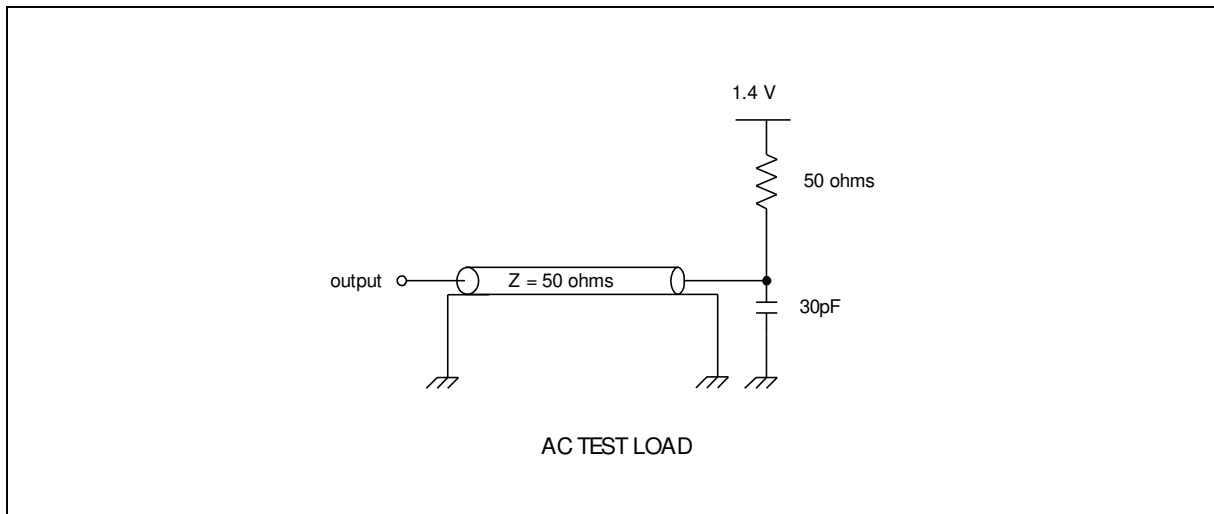 1.4 V
50 ohms
output
Z = 50 ohms
30pF
AC TEST LOAD